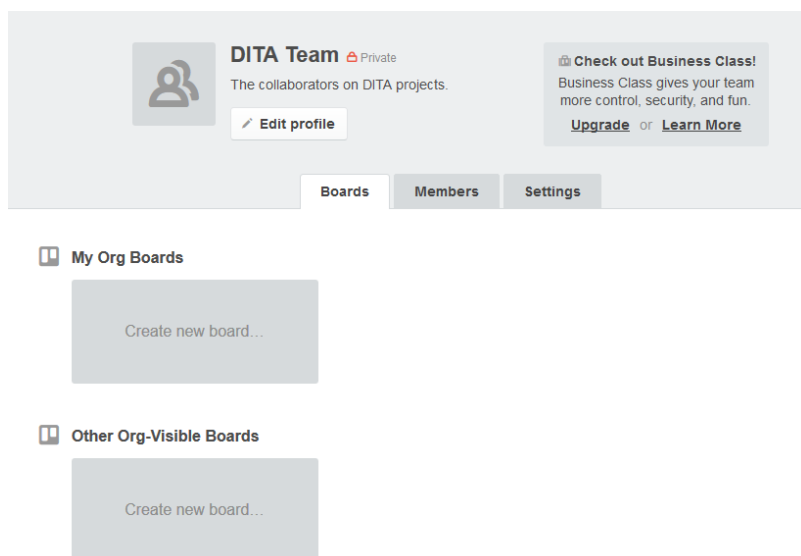 DITA Team Private
The collaborators on DITA projects.
Edit profile
Check out Business Class!
Business Class gives your team
more control, security, and fun.
Upgrade or Learn More
Boards Members Settings
My Org Boards
Create new board...
Other Org-Visible Boards
Create new board...